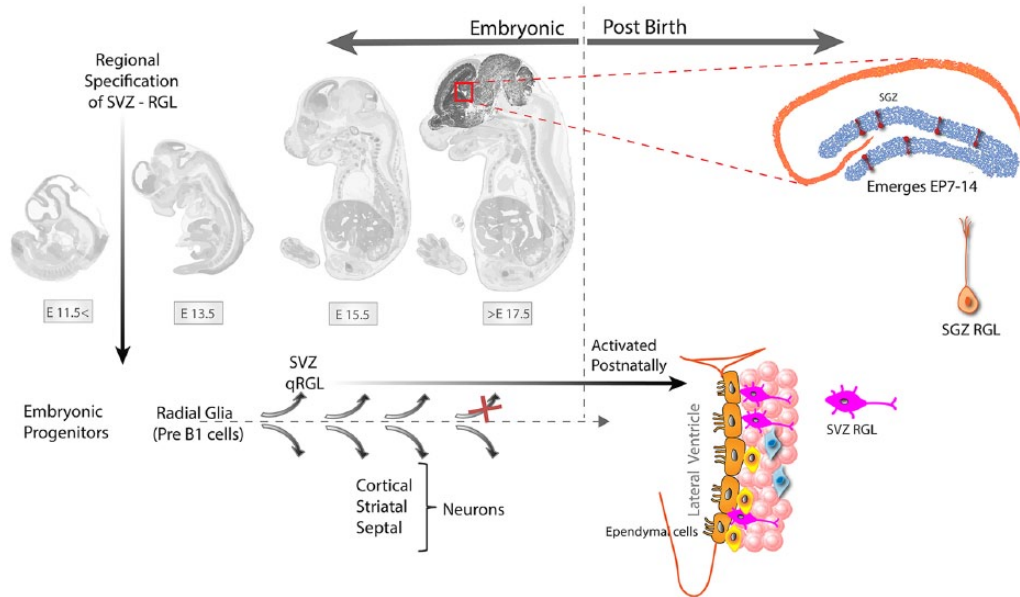 Embryonic
Post Birth
Regional
Specification
of SVZ - RGL
SGZ
Emerges EP7-14
E 11.5<
E 13.5
E 15.5
>E 17.5
SGZ RGL
Activated
Postnatally
SVZ
qRGL
Embryonic
Progenitors
Radial Glia
(Pre B1 cells)
Lateral Ventricle
SVZ RGL
Cortical
Striatal
Septal
Neurons
Ependymal cells